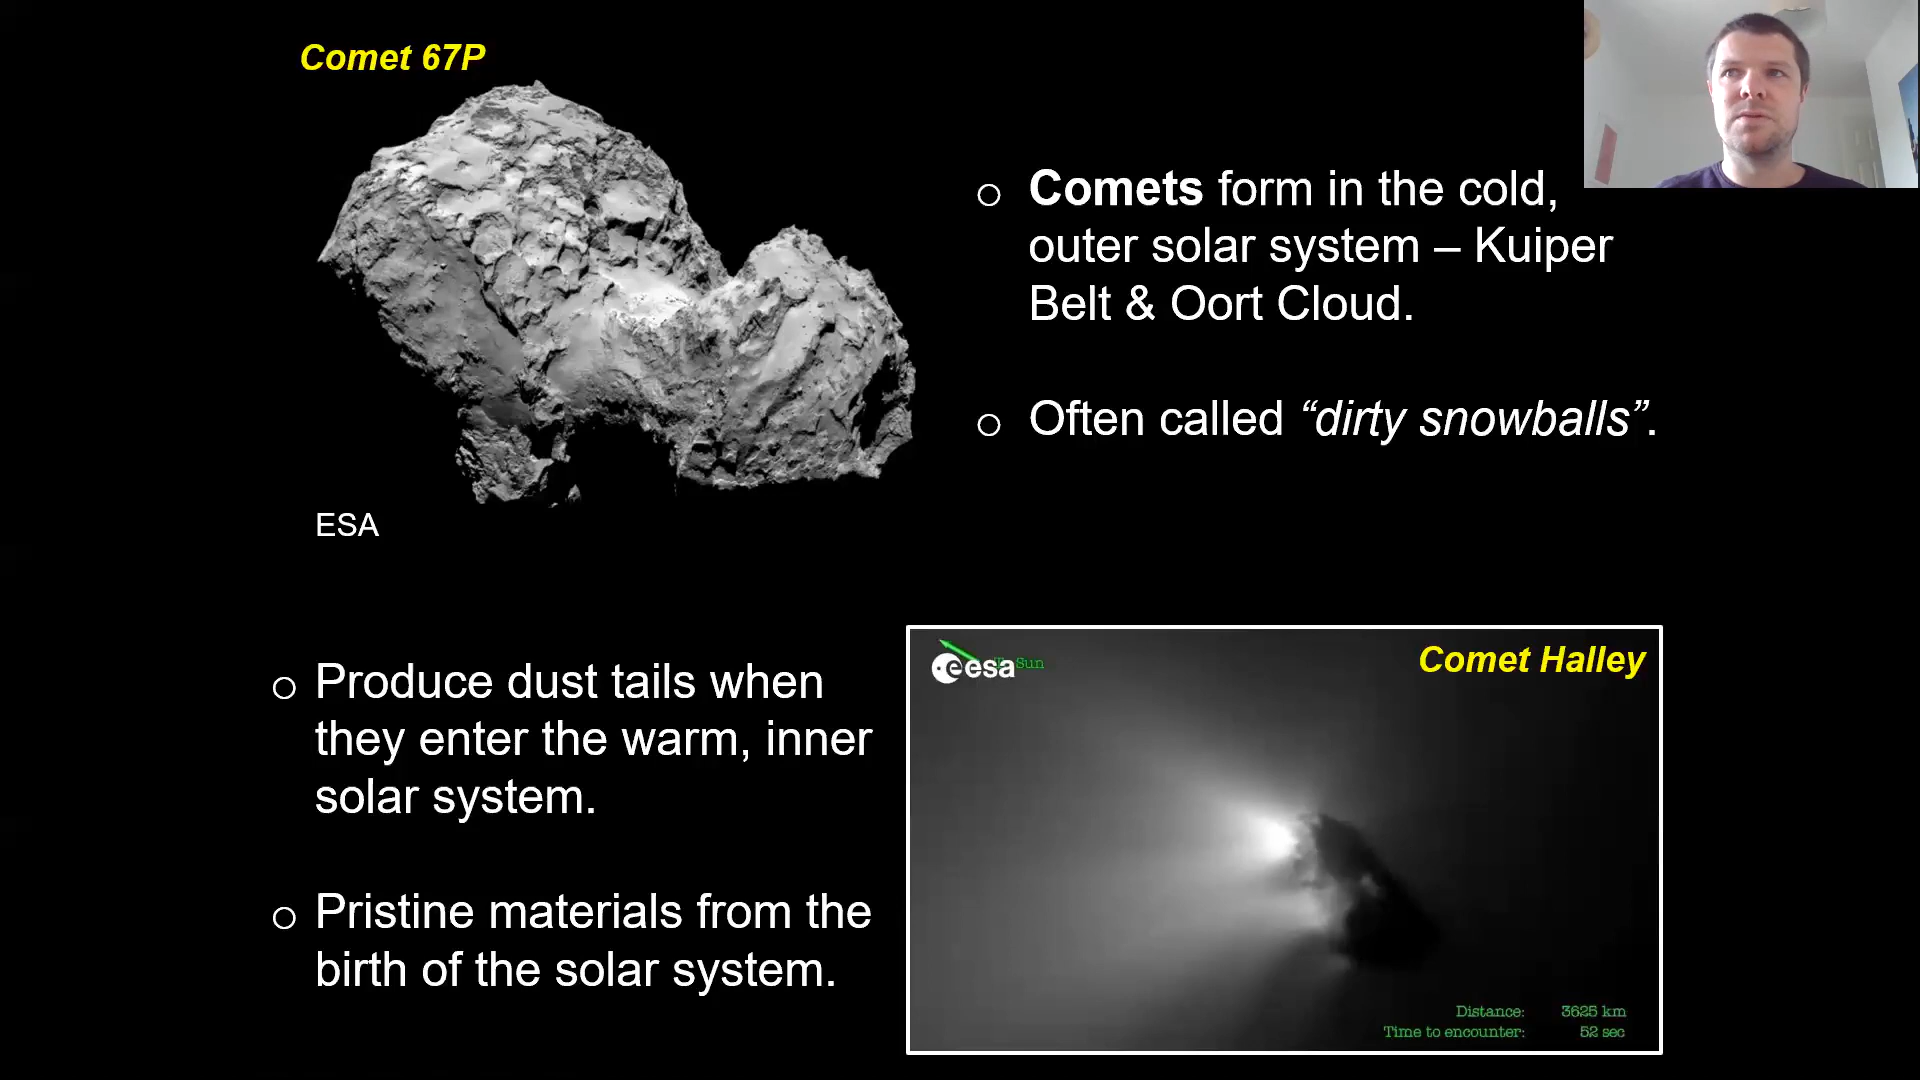 Comet 67P
○ Comets form in the cold,
outer solar system – Kuiper
Belt & Oort Cloud.
○ Often called “dirty snowballs”.
ESA
○ Produce dust tails when
they enter the warm, inner
solar system.
○ Pristine materials from the
birth of the solar system.
esa
Sun
Comet Halley
Distance: 3625 km
Time to encounter: 52 sec